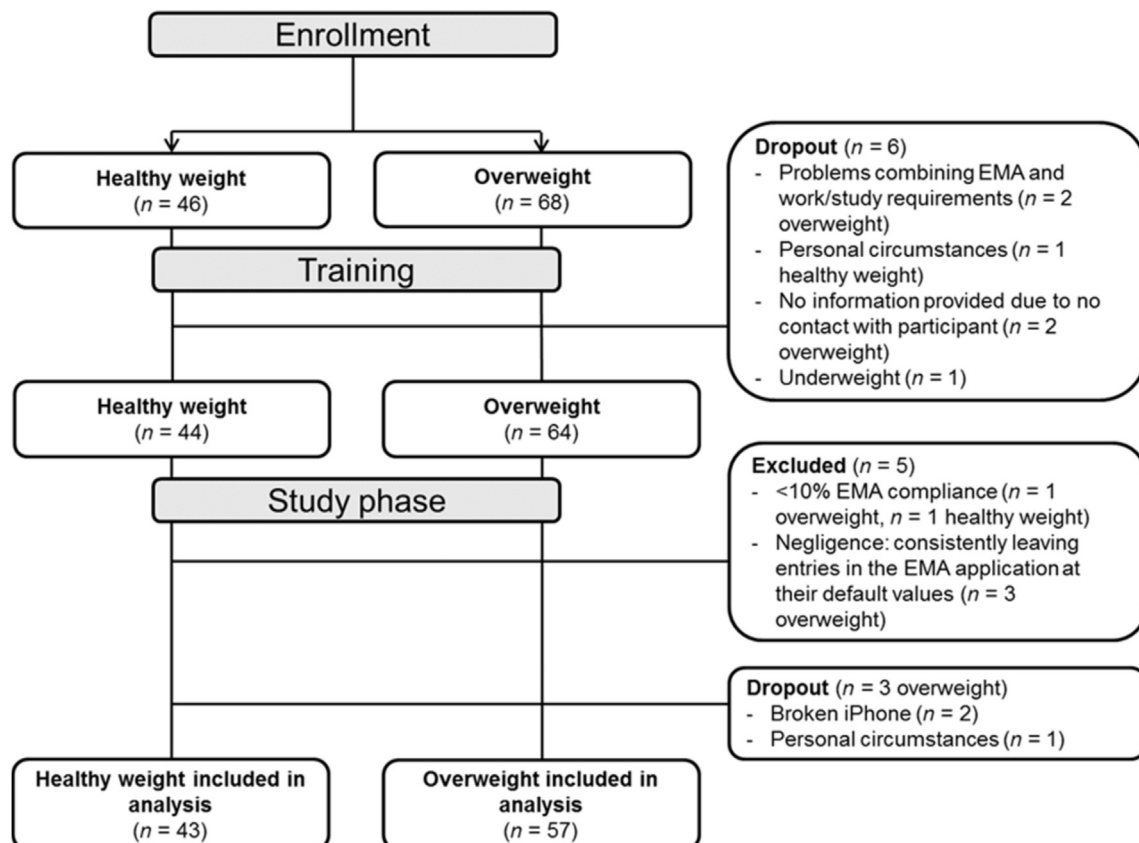 Enrollment
Healthy weight
(n = 46)
Overweight
(n = 68)
Dropout (n = 6)
- Problems combining EMA and
work/study requirements (n = 2
overweight)
- Personal circumstances (n = 1
healthy weight)
- No information provided due to no
contact with participant (n = 2
overweight)
- Underweight (n = 1)
Training
Healthy weight
(n = 44)
Overweight
(n = 64)
Excluded (n = 5)
- <10% EMA compliance (n = 1
overweight, n = 1 healthy weight)
- Negligence: consistently leaving
entries in the EMA application at
their default values (n = 3
overweight)
Study phase
Dropout (n = 3 overweight)
- Broken iPhone (n = 2)
- Personal circumstances (n = 1)
Healthy weight included in
analysis
(n = 43)
Overweight included in
analysis
(n = 57)